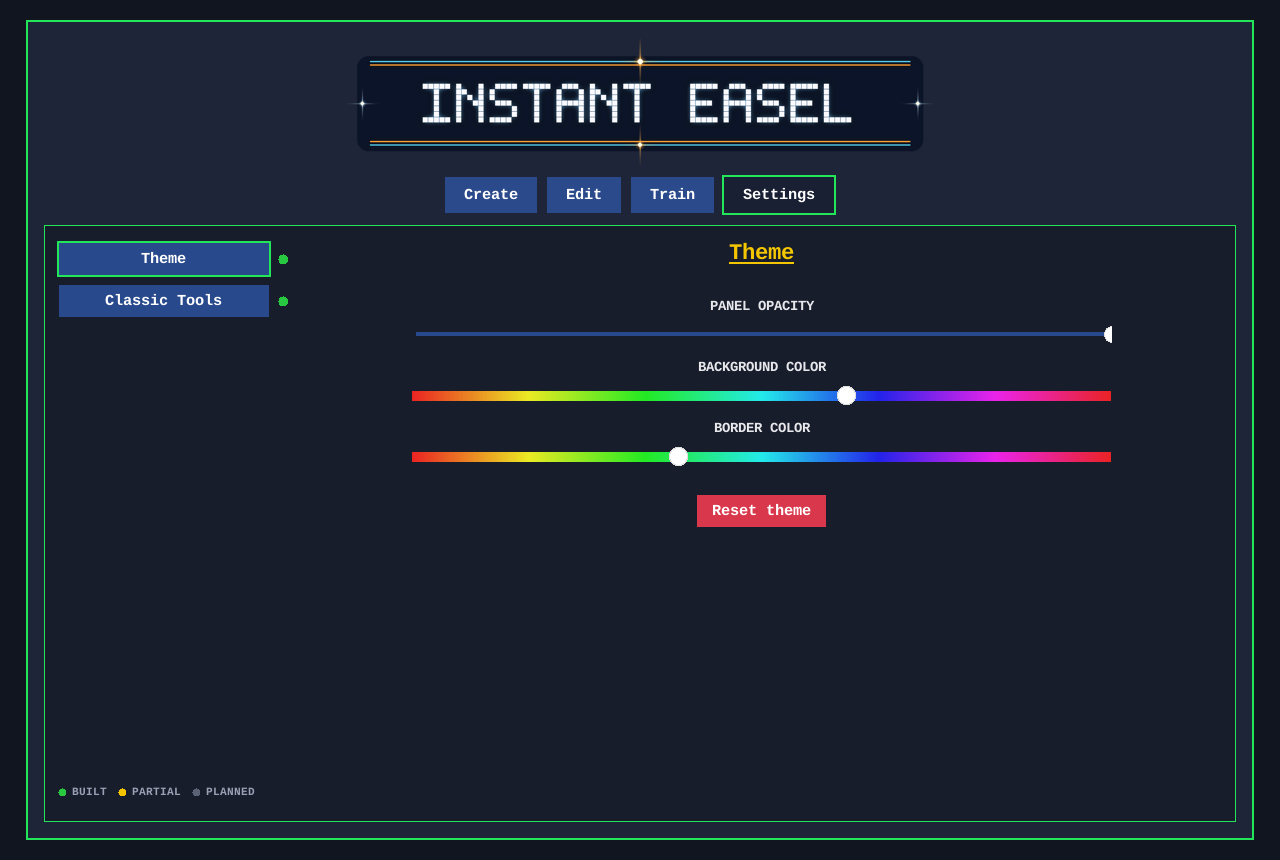 INSTANT EASEL
Create Edit Train Settings
Theme
Classic Tools
Theme
PANEL OPACITY
BACKGROUND COLOR
BORDER COLOR
Reset theme
BUILT PARTIAL PLANNED